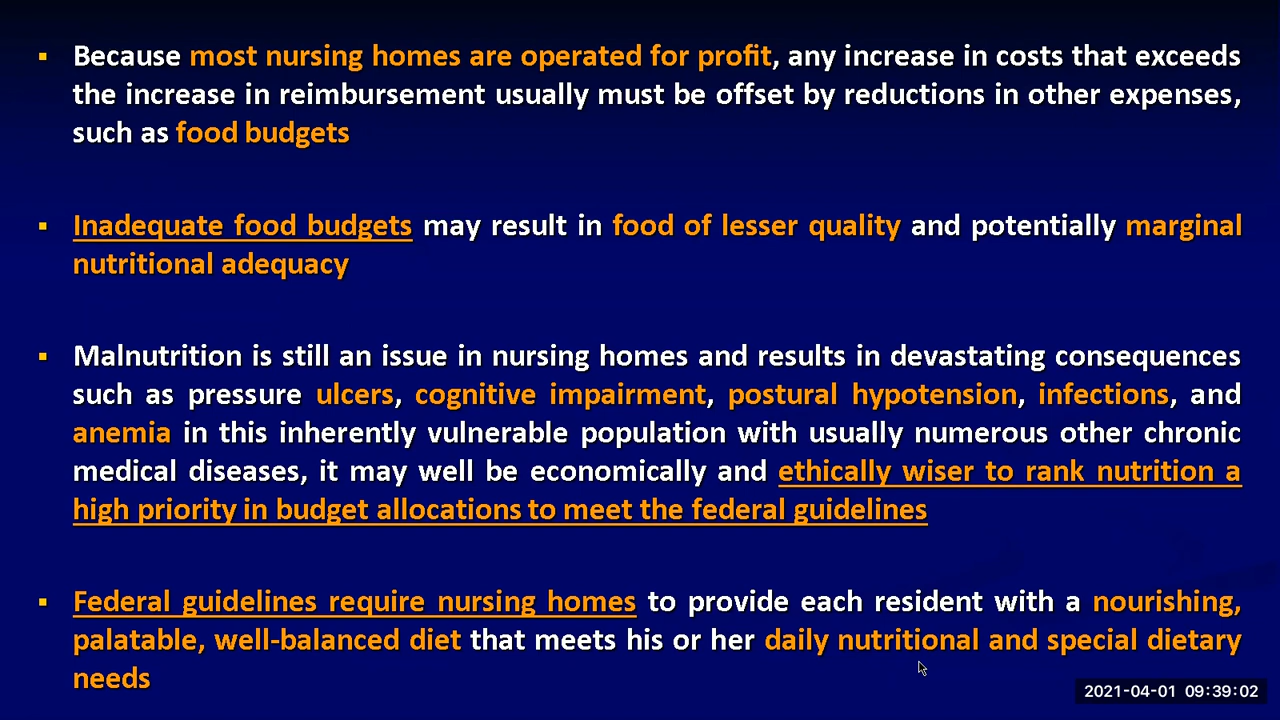 ▪ Because most nursing homes are operated for profit, any increase in costs that exceeds
the increase in reimbursement usually must be offset by reductions in other expenses,
such as food budgets
▪ Inadequate food budgets may result in food of lesser quality and potentially marginal
nutritional adequacy
▪ Malnutrition is still an issue in nursing homes and results in devastating consequences
such as pressure ulcers, cognitive impairment, postural hypotension, infections, and
anemia in this inherently vulnerable population with usually numerous other chronic
medical diseases, it may well be economically and ethically wiser to rank nutrition a
high priority in budget allocations to meet the federal guidelines
▪ Federal guidelines require nursing homes to provide each resident with a nourishing,
palatable, well-balanced diet that meets his or her daily nutritional and special dietary
needs
2021-04-01 09:39:02